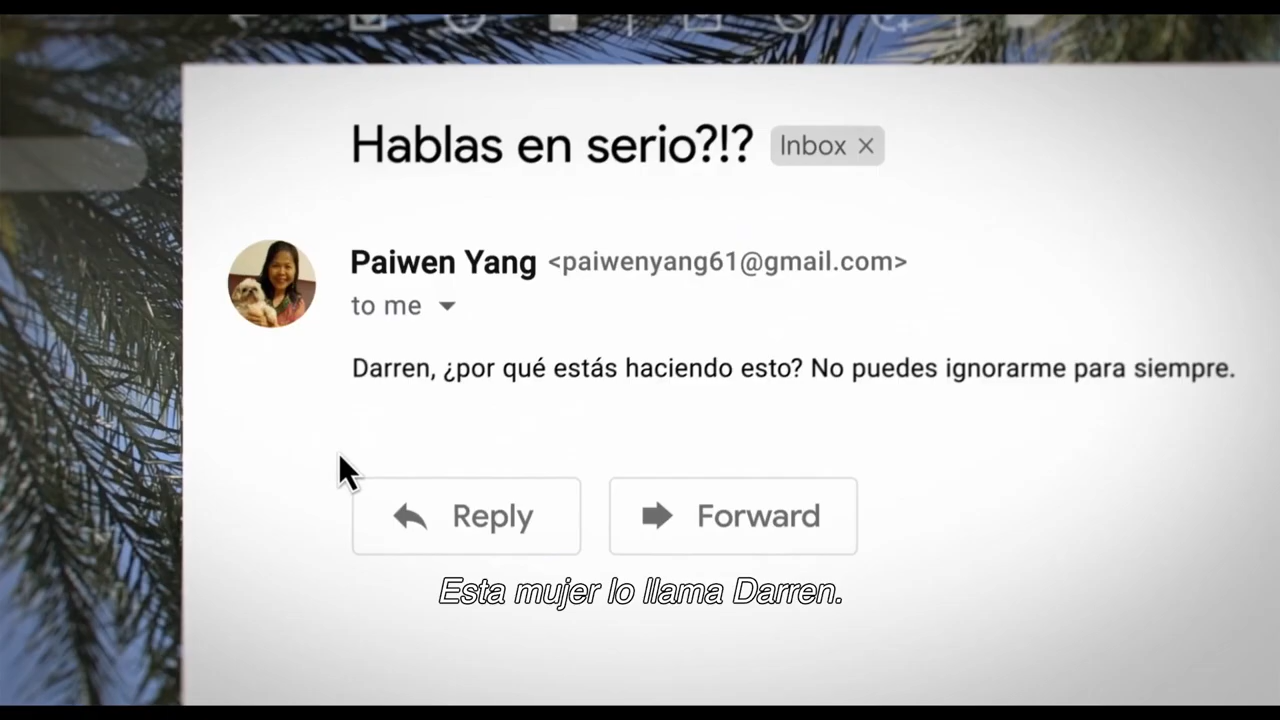 Hablas en serio?!? Inbox ×
Paiwen Yang <paiwenyang61@gmail.com>
to me
Darren, ¿por qué estás haciendo esto? No puedes ignorarme para siempre.
Reply Forward
Esta mujer lo llama Darren.